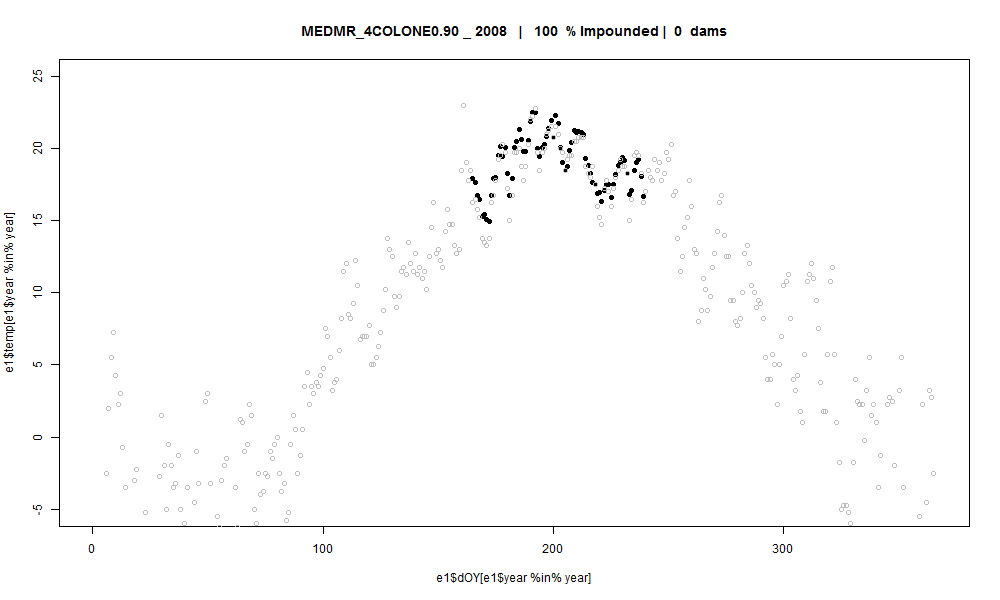 MEDMR_4COLONE0.90 _ 2008 | 100 % Impounded | 0 dams
e1$temp[e1$year %in% year]
25
20
15
10
5
0
-5
0 100 200 300
e1$dOY[e1$year %in% year]